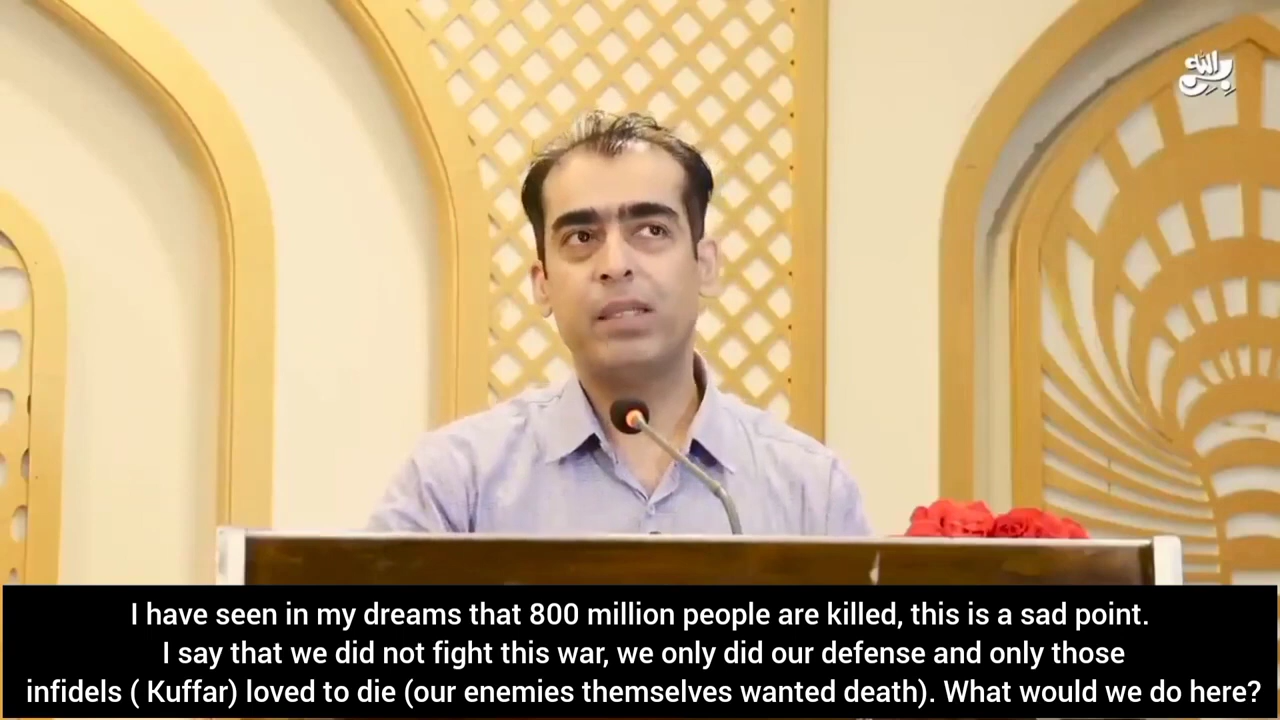 بسم الله
I have seen in my dreams that 800 million people are killed, this is a sad point.
I say that we did not fight this war, we only did our defense and only those
infidels ( Kuffar) loved to die (our enemies themselves wanted death). What would we do here?